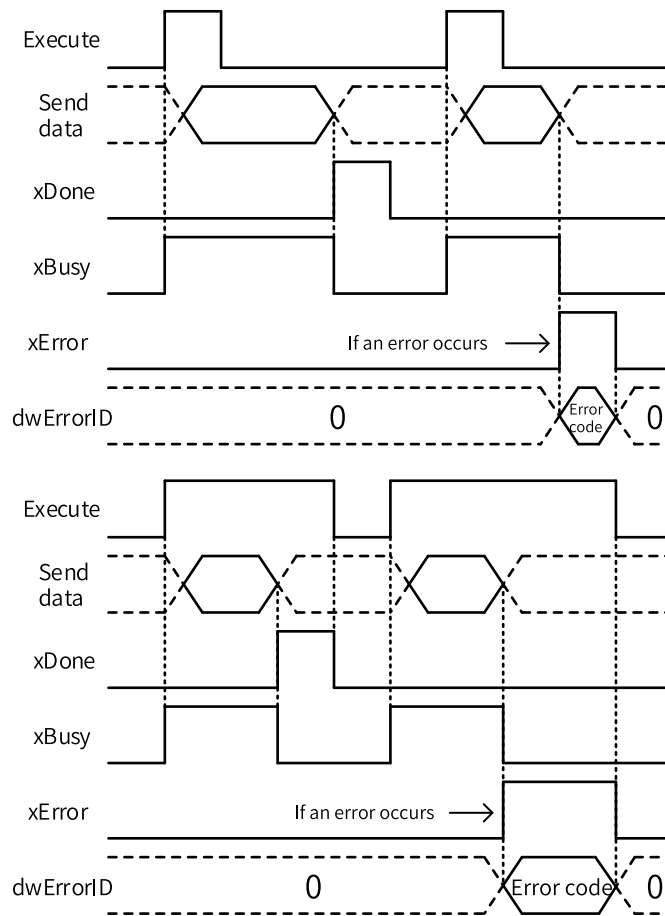 Execute
Send
data
xDone
xBusy
xError
If an error occurs
dwErrorID
0
Error
code
0
Execute
Send
data
xDone
xBusy
xError
If an error occurs
dwErrorID
0
Error code
0